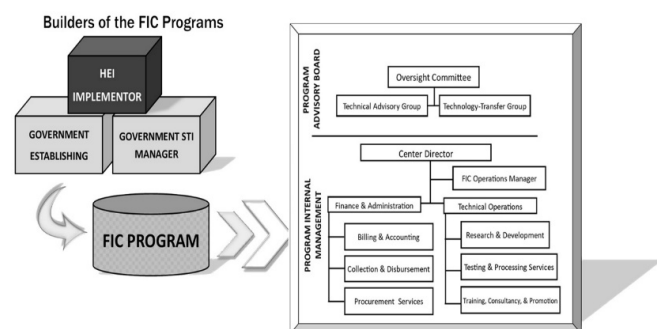 Builders of the FIC Programs
HEI
IMPLEMENTOR
GOVERNMENT
ESTABLISHING
GOVERNMENT STI
MANAGER
FIC PROGRAM
PROGRAM
ADVISORY BOARD
Oversight Committee
Technical Advisory Group
Technology-Transfer Group
PROGRAM INTERNAL
MANAGEMENT
Center Director
FIC Operations Manager
Finance & Administration
Technical Operations
Billing & Accounting
Research & Development
Collection & Disbursement
Testing & Processing Services
Procurement Services
Training, Consultancy, & Promotion